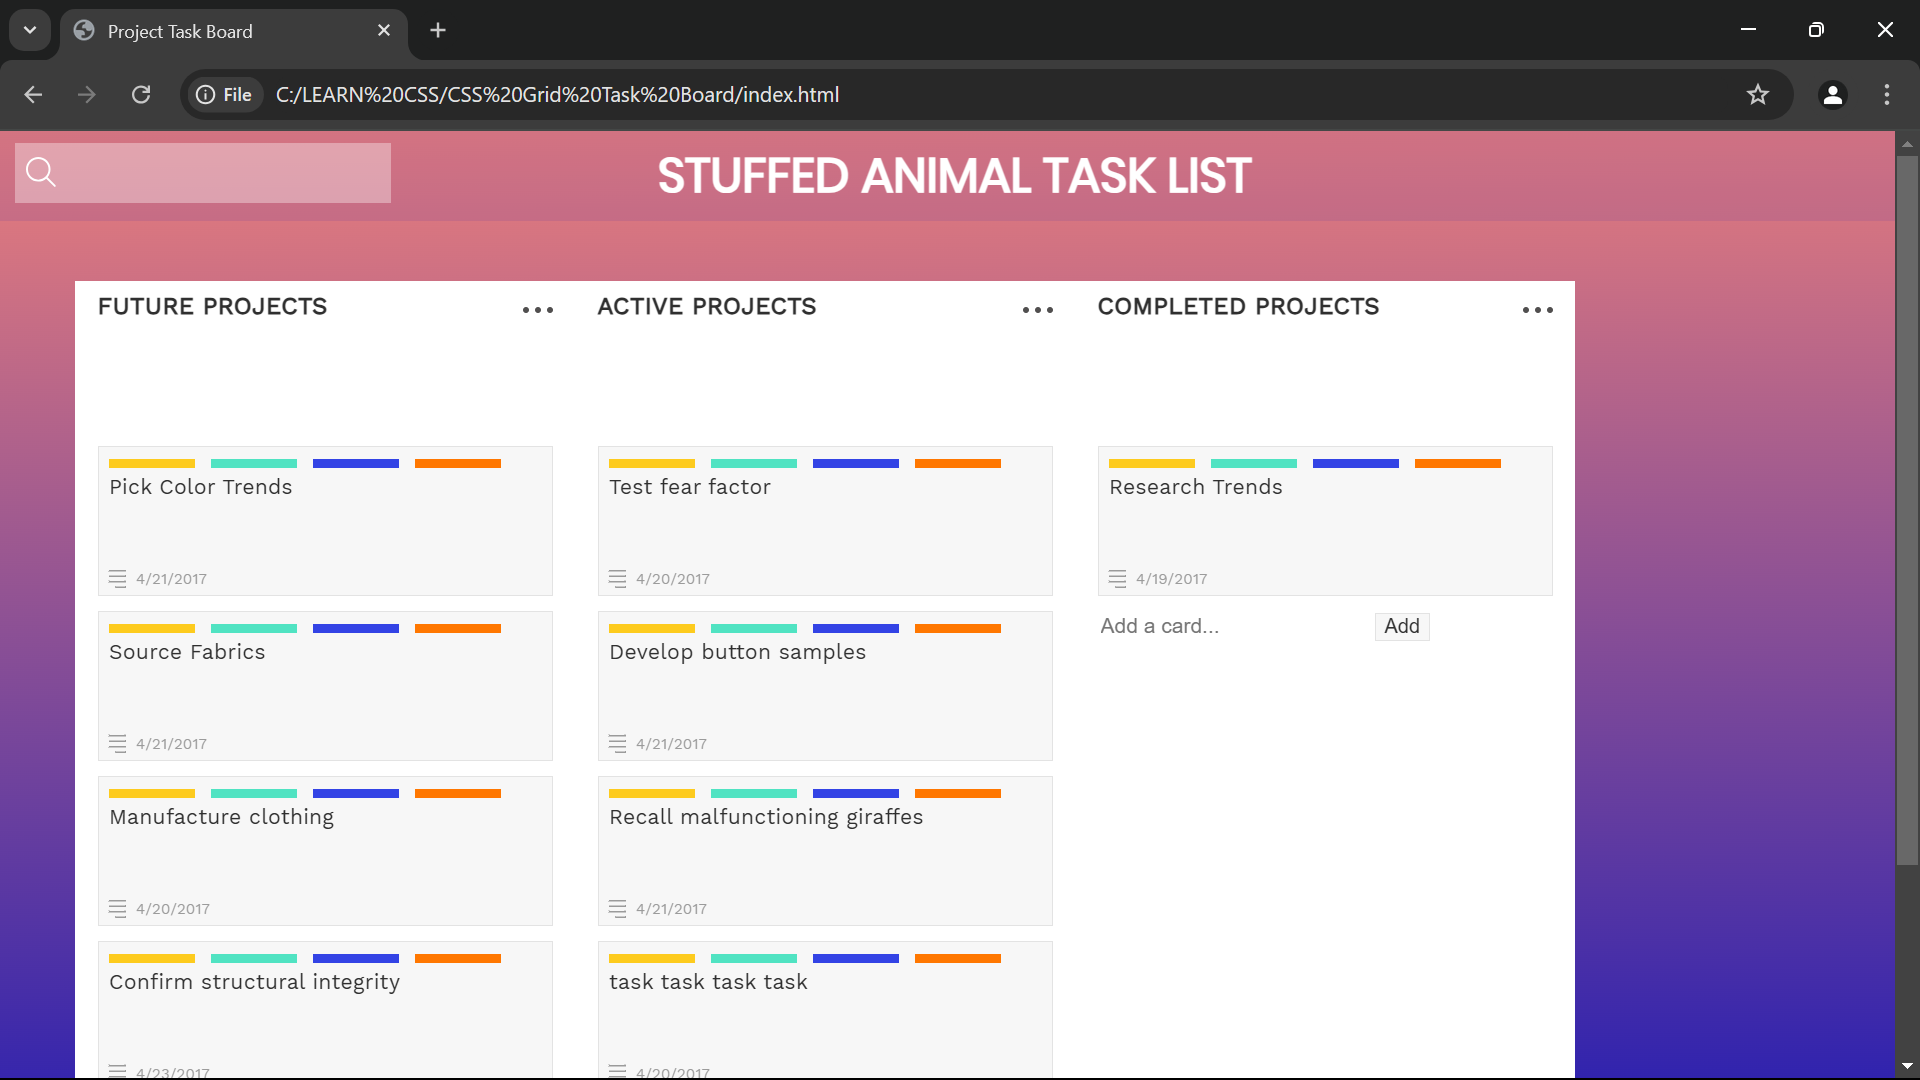 Project Task Board
File C:/LEARN%20CSS/CSS%20Grid%20Task%20Board/index.html
STUFFED ANIMAL TASK LIST
FUTURE PROJECTS
Pick Color Trends
4/21/2017
Source Fabrics
4/21/2017
Manufacture clothing
4/20/2017
Confirm structural integrity
4/23/2017
ACTIVE PROJECTS
Test fear factor
4/20/2017
Develop button samples
4/21/2017
Recall malfunctioning giraffes
4/21/2017
task task task task
4/20/2017
COMPLETED PROJECTS
Research Trends
4/19/2017
Add a card... Add